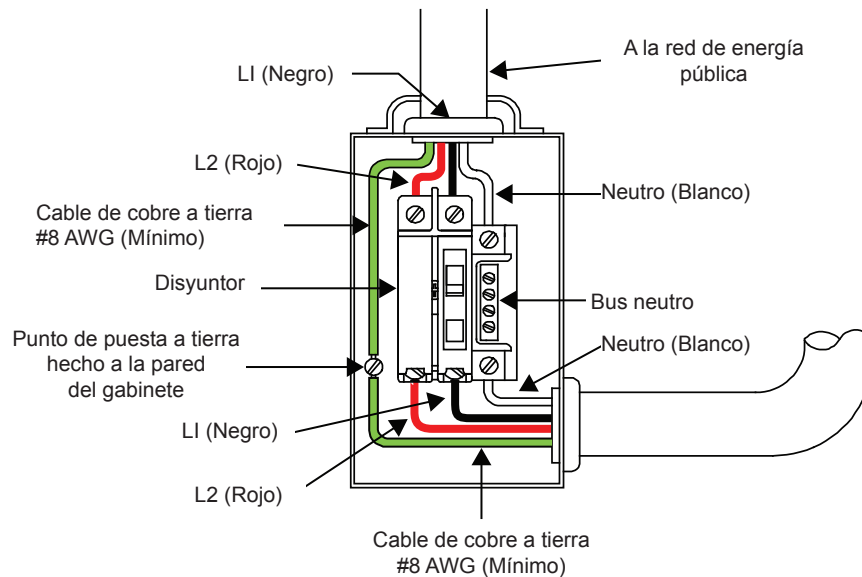 A la red de energía
pública
LI (Negro)
L2 (Rojo)
Neutro (Blanco)
Cable de cobre a tierra
#8 AWG (Mínimo)
Disyuntor
Bus neutro
Punto de puesta a tierra
hecho a la pared
del gabinete
Neutro (Blanco)
LI (Negro)
L2 (Rojo)
Cable de cobre a tierra
#8 AWG (Mínimo)